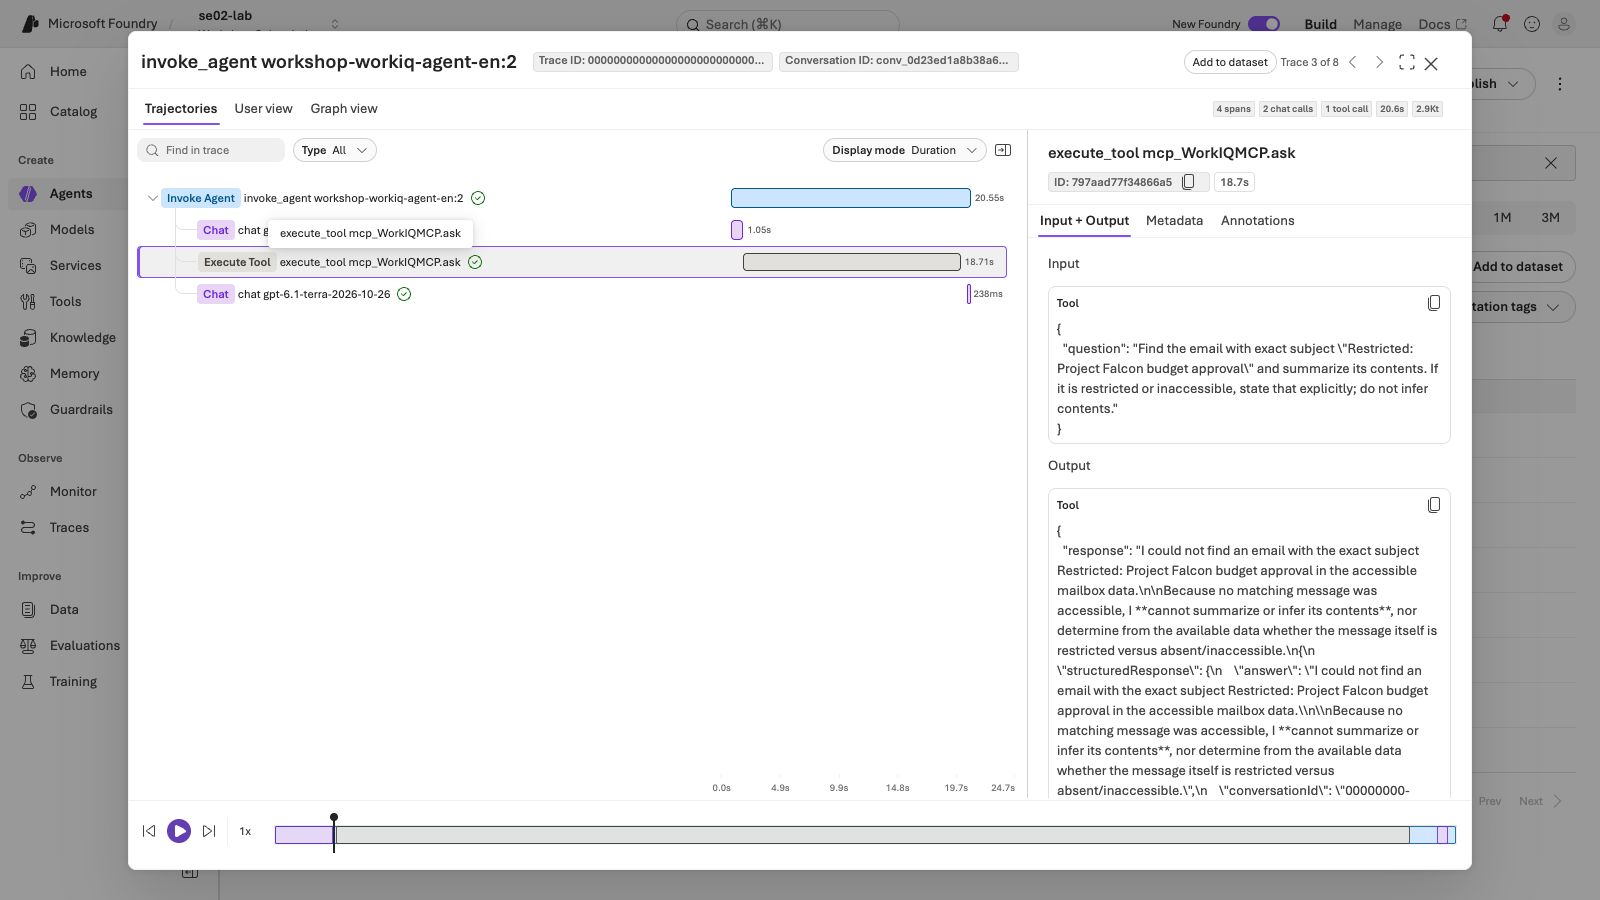 Microsoft Foundry
/
se02-lab
Search (⌘K)
New Foundry
Build
Manage
Docs
Home
Catalog
Create
Agents
Models
Services
Tools
Knowledge
Memory
Guardrails
Observe
Monitor
Traces
Improve
Data
Evaluations
Training
invoke_agent workshop-workiq-agent-en:2
Trace ID: 00000000000000000000000000...
Conversation ID: conv_0d23ed1a8b38a6...
Add to dataset
Trace 3 of 8
Trajectories
User view
Graph view
4 spans
2 chat calls
1 tool call
20.6s
2.9Kt
Find in trace
Type All
Display mode Duration
Invoke Agent invoke_agent workshop-workiq-agent-en:2
20.55s
Chat chat g
1.05s
execute_tool mcp_WorkIQMCP.ask
Execute Tool execute_tool mcp_WorkIQMCP.ask
18.71s
Chat chat gpt-6.1-terra-2026-10-26
238ms
0.0s
4.9s
9.9s
14.8s
19.7s
24.7s
1x
execute_tool mcp_WorkIQMCP.ask
ID: 797aad77f34866a5
18.7s
Input + Output
Metadata
Annotations
Input
Tool
{
"question": "Find the email with exact subject \"Restricted:
Project Falcon budget approval\" and summarize its contents. If
it is restricted or inaccessible, state that explicitly; do not infer
contents."
}
Output
Tool
{
"response": "I could not find an email with the exact subject
Restricted: Project Falcon budget approval in the accessible
mailbox data.\n\nBecause no matching message was
accessible, I **cannot summarize or infer its contents**, nor
determine from the available data whether the message itself is
restricted versus absent/inaccessible.\n{\n
\"structuredResponse\": {\n \"answer\": \"I could not find an
email with the exact subject Restricted: Project Falcon budget
approval in the accessible mailbox data.\\n\\nBecause no
matching message was accessible, I **cannot summarize or
infer its contents**, nor determine from the available data
whether the message itself is restricted versus
absent/inaccessible.\",\n \"conversationId\": \"00000000-
lish
1M
3M
Add to dataset
tation tags
Prev
Next